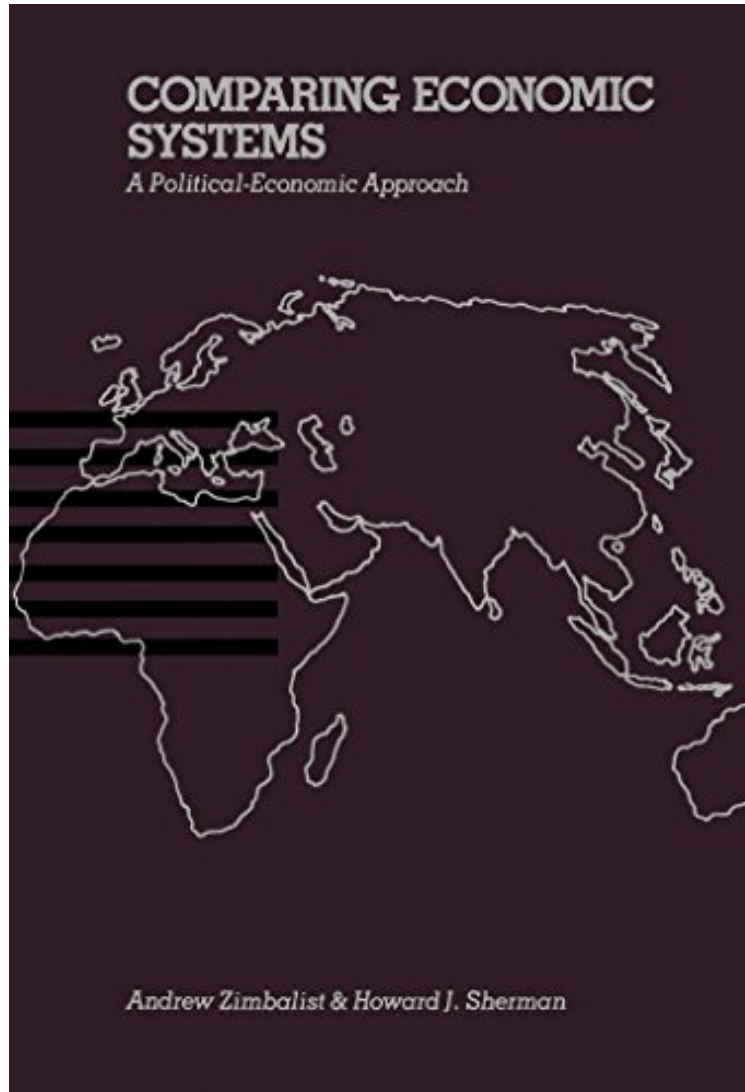 COMPARING ECONOMIC
SYSTEMS
A Political-Economic Approach
Andrew Zimbalist & Howard J. Sherman